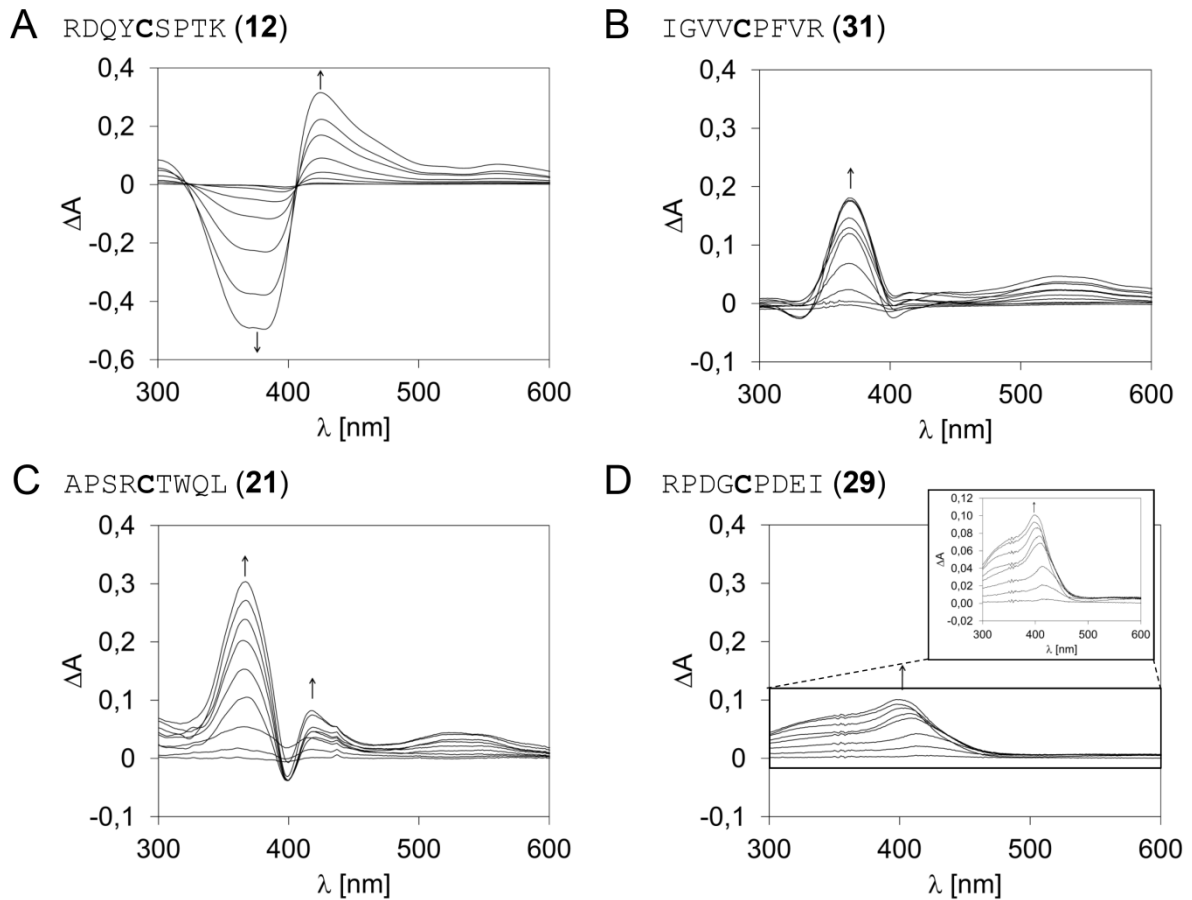 A RDQYCSPTK (12)
0,4
0,2
0
-0,2
-0,4
-0,6
ΔA
300 400 500 600
λ [nm]
B IGVVCPFVR (31)
0,4
0,3
0,2
0,1
0
-0,1
ΔA
300 400 500 600
λ [nm]
C APSRCTWQL (21)
0,4
0,3
0,2
0,1
0
-0,1
ΔA
300 400 500 600
λ [nm]
D RPDGCPDEI (29)
0,4
0,3
0,2
0,1
0
-0,1
ΔA
300 400 500 600
λ [nm]
0,12
0,10
0,08
0,06
0,04
0,02
0,00
-0,02
ΔA
300 400 500 600
λ [nm]